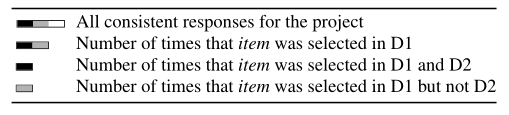 All consistent responses for the project
Number of times that item was selected in D1
Number of times that item was selected in D1 and D2
Number of times that item was selected in D1 but not D2